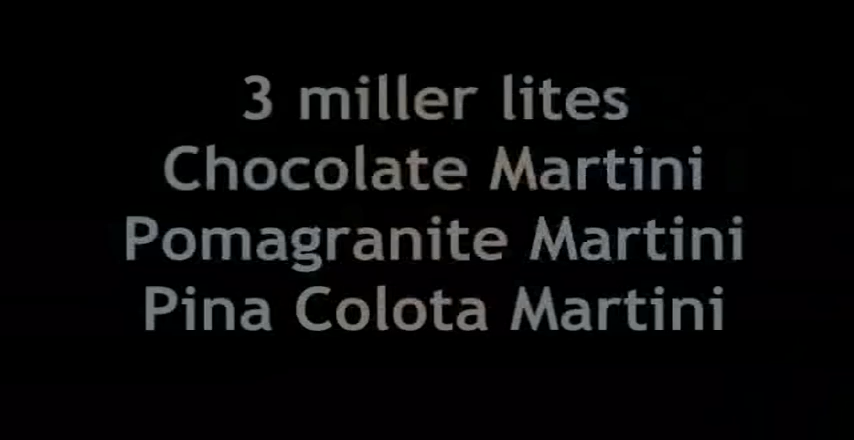 3 miller lites
Chocolate Martini
Pomagranite Martini
Pina Colota Martini